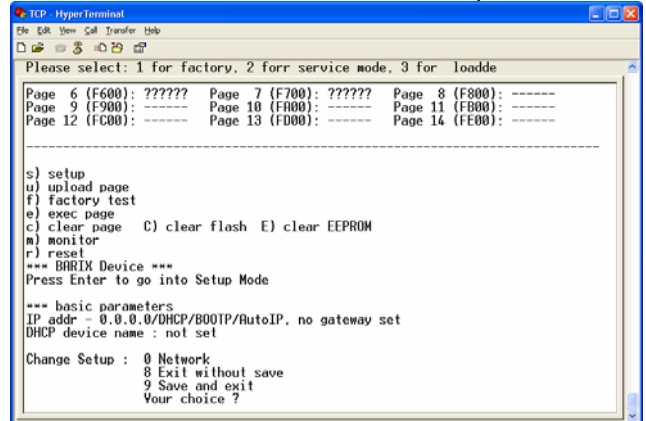 TCP - HyperTerminal
File Edit View Call Transfer Help
Please select: 1 for factory, 2 forr service mode, 3 for  loadde
Page  6 (F600): ??????   Page  7 (F700): ??????   Page  8 (F800): ------
Page  9 (F900): ------   Page 10 (FA00): ------   Page 11 (FB00): ------
Page 12 (FC00): ------   Page 13 (FD00): ------   Page 14 (FE00): ------
-----------------------------------------------------------------------------
s) setup
u) upload page
f) factory test
e) exec page
c) clear page   C) clear flash  E) clear EEPROM
m) monitor
r) reset
*** BARIX Device ***
Press Enter to go into Setup Mode
*** basic parameters
IP addr - 0.0.0.0/DHCP/BOOTP/AutoIP, no gateway set
DHCP device name : not set
Change Setup :  0 Network
8 Exit without save
9 Save and exit
Your choice ?